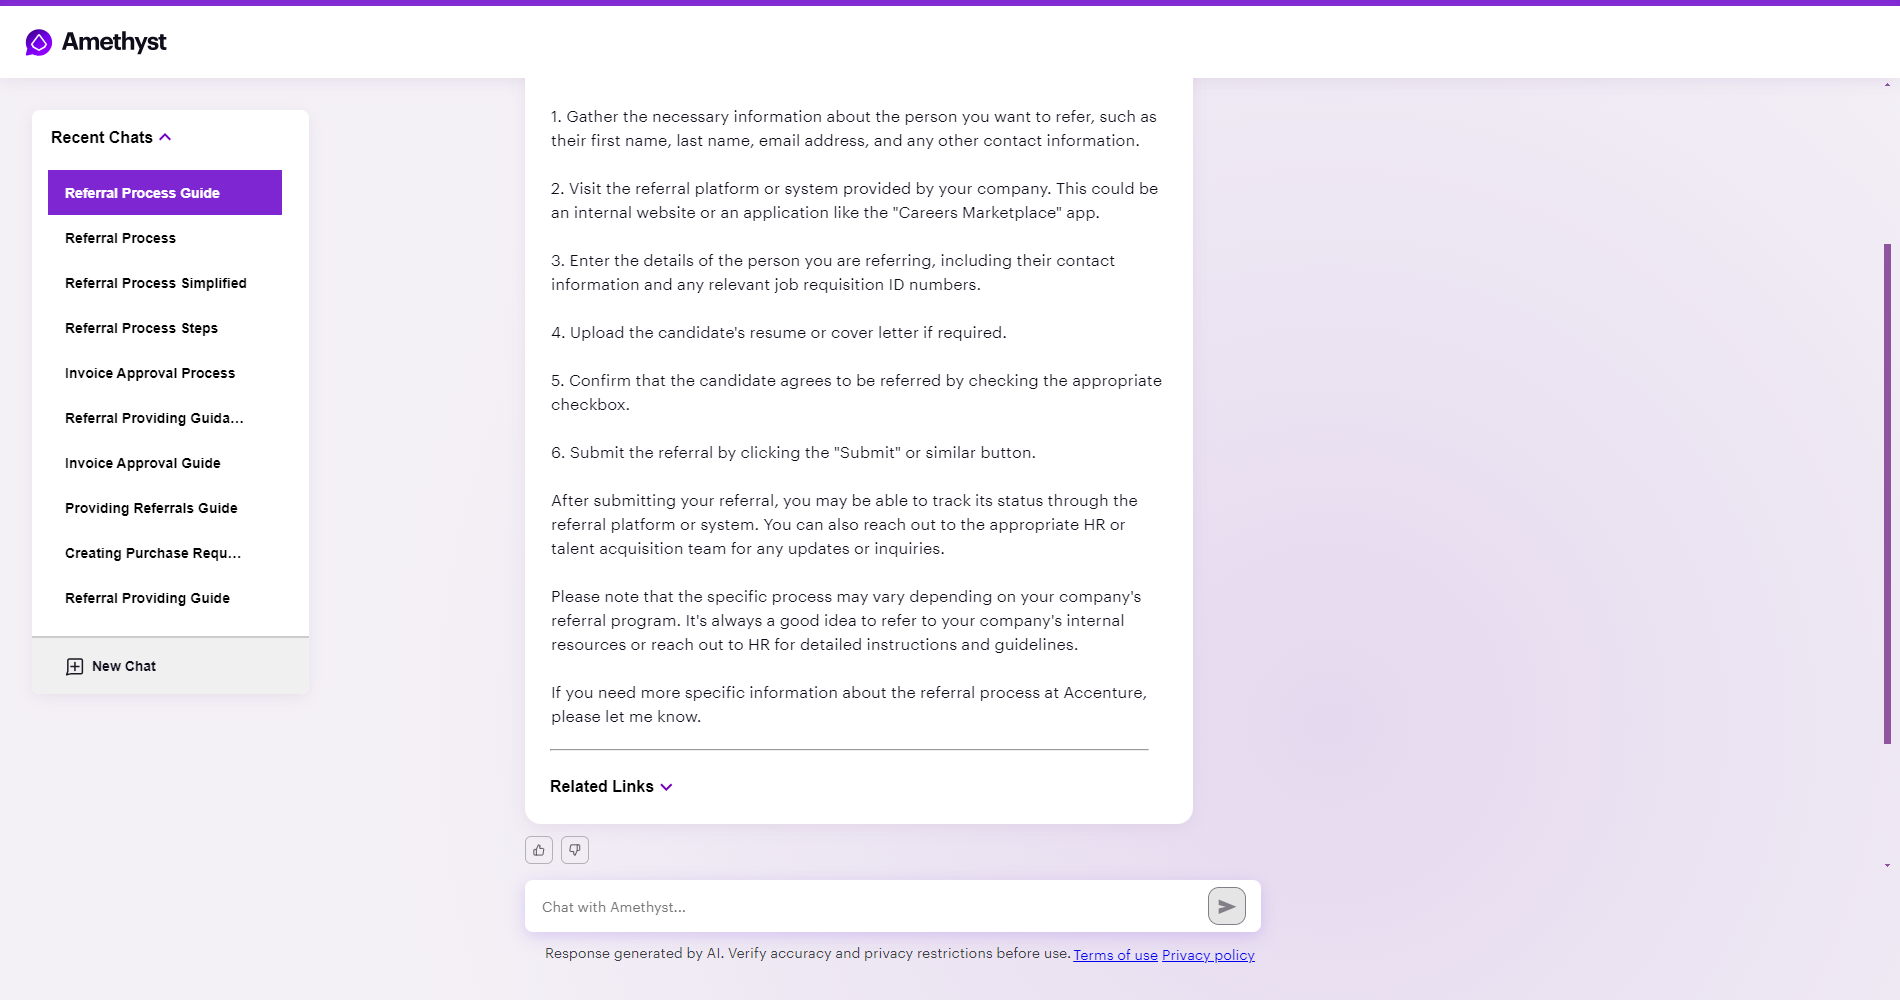 Amethyst
Recent Chats
Referral Process Guide
Referral Process
Referral Process Simplified
Referral Process Steps
Invoice Approval Process
Referral Providing Guida...
Invoice Approval Guide
Providing Referrals Guide
Creating Purchase Requ...
Referral Providing Guide
New Chat
1. Gather the necessary information about the person you want to refer, such as
their first name, last name, email address, and any other contact information.
2. Visit the referral platform or system provided by your company. This could be
an internal website or an application like the "Careers Marketplace" app.
3. Enter the details of the person you are referring, including their contact
information and any relevant job requisition ID numbers.
4. Upload the candidate's resume or cover letter if required.
5. Confirm that the candidate agrees to be referred by checking the appropriate
checkbox.
6. Submit the referral by clicking the "Submit" or similar button.
After submitting your referral, you may be able to track its status through the
referral platform or system. You can also reach out to the appropriate HR or
talent acquisition team for any updates or inquiries.
Please note that the specific process may vary depending on your company's
referral program. It's always a good idea to refer to your company's internal
resources or reach out to HR for detailed instructions and guidelines.
If you need more specific information about the referral process at Accenture,
please let me know.
Related Links
Chat with Amethyst...
Response generated by AI. Verify accuracy and privacy restrictions before use. Terms of use Privacy policy